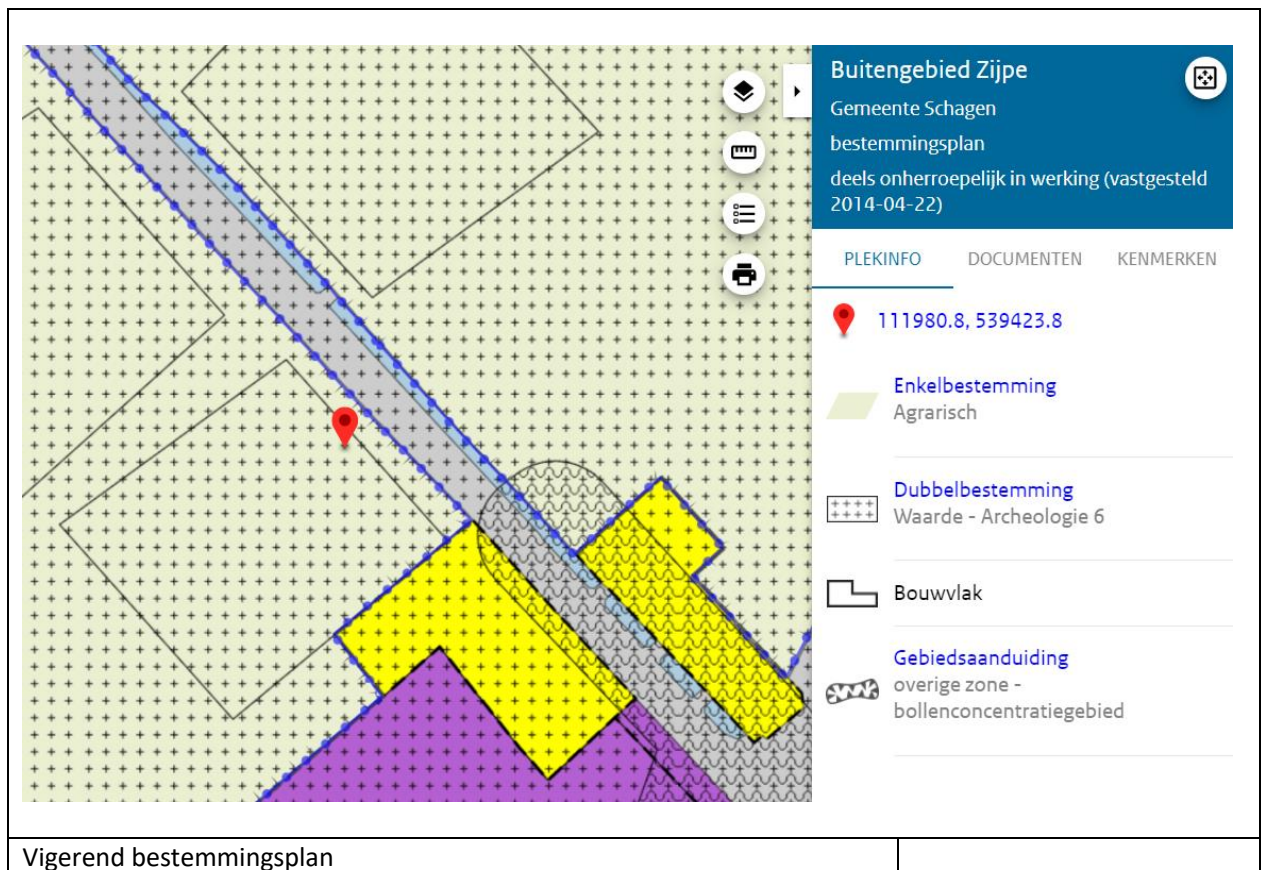 Buitengebied Zijpe
Gemeente Schagen
bestemmingsplan
deels onherroepelijk in werking (vastgesteld
2014-04-22)
PLEKINFO DOCUMENTEN KENMERKEN
111980.8, 539423.8
Enkelbestemming
Agrarisch
Dubbelbestemming
Waarde - Archeologie 6
Bouwvlak
Gebiedsaanduiding
overige zone -
bollenconcentratiegebied
Vigerend bestemmingsplan